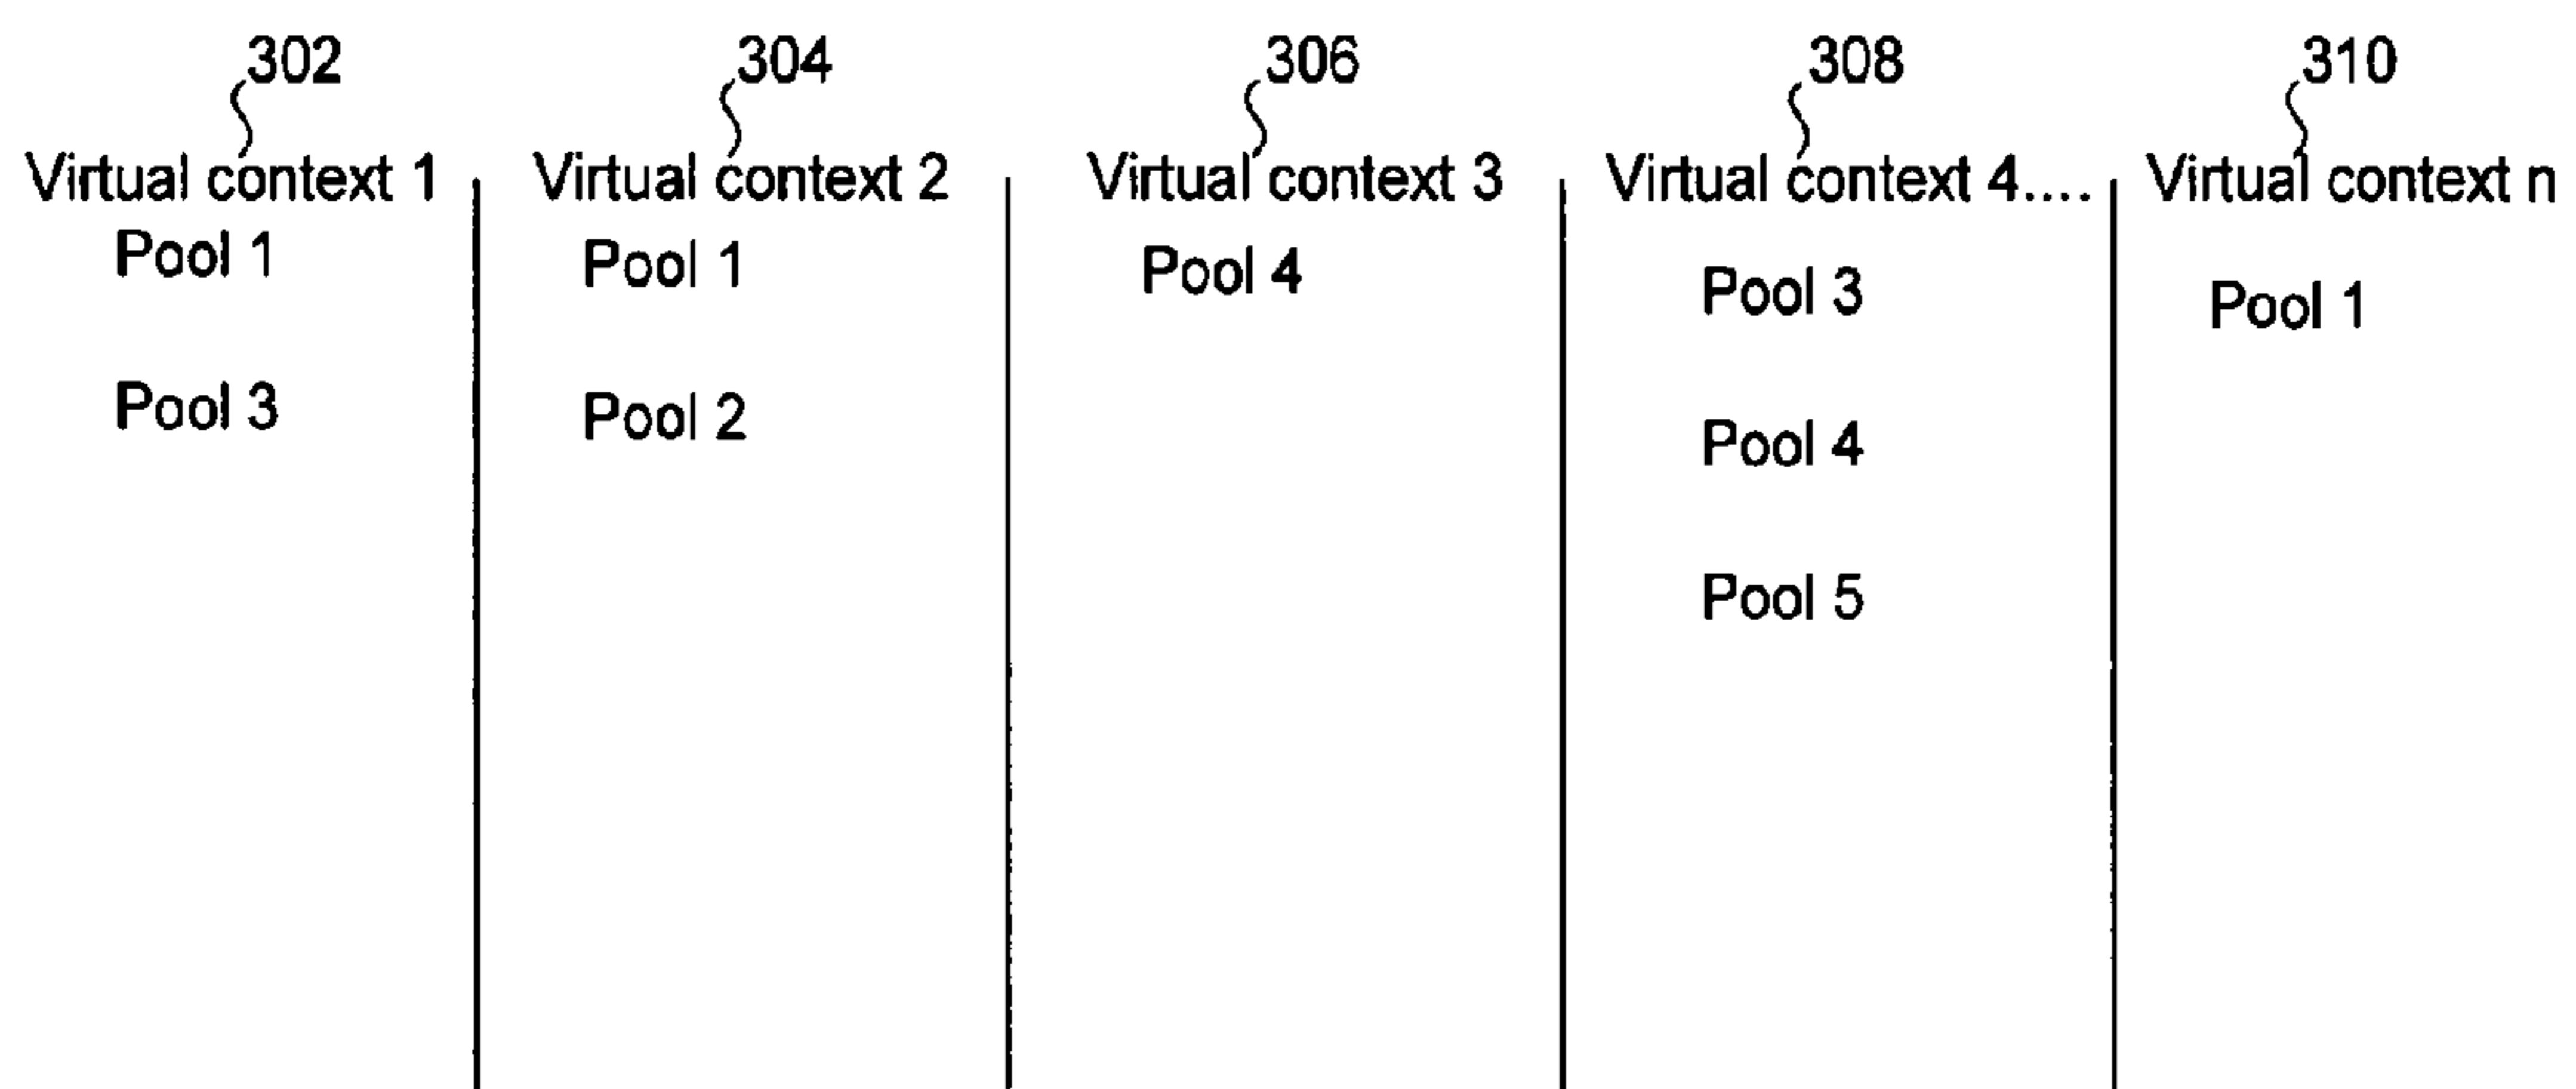 302 304 306 308 310
Virtual context 1 Virtual context 2 Virtual context 3 Virtual context 4.... Virtual context n
Pool 1 Pool 1 Pool 4 Pool 3 Pool 1
Pool 3 Pool 2 Pool 4
Pool 5